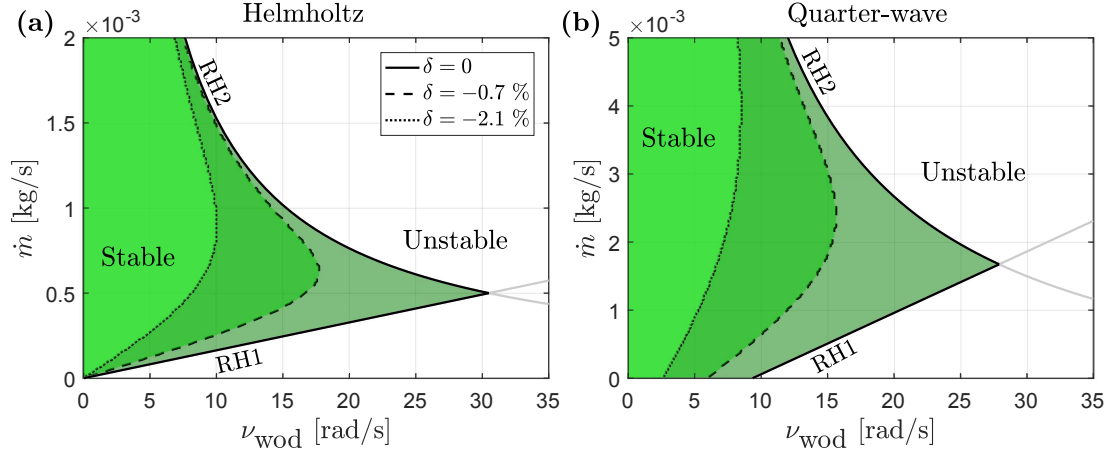 (a)
Helmholtz
×10⁻³
2
1.5
1
0.5
0
ṁ [kg/s]
RH2
δ = 0
δ = −0.7 %
δ = −2.1 %
Stable
Unstable
RH1
0 5 10 15 20 25 30 35
ν_wod [rad/s]
(b)
Quarter-wave
×10⁻³
5
4
3
2
1
0
ṁ [kg/s]
RH2
Stable
Unstable
RH1
0 5 10 15 20 25 30 35
ν_wod [rad/s]